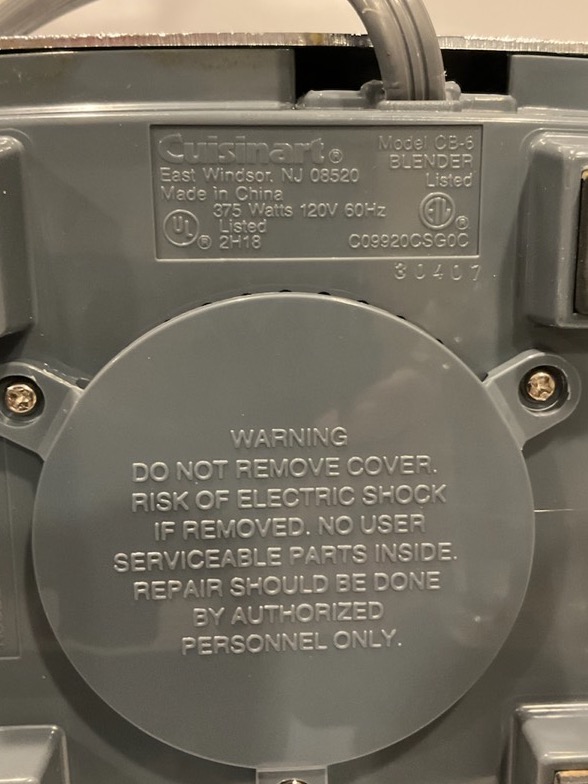 Cuisinart®
Model CB-6
BLENDER
Listed
East Windsor, NJ 08520
Made in China
375 Watts 120V 60Hz
UL ® Listed
2H18
®
C09920CSG0C
30407
WARNING
DO NOT REMOVE COVER.
RISK OF ELECTRIC SHOCK
IF REMOVED. NO USER
SERVICEABLE PARTS INSIDE.
REPAIR SHOULD BE DONE
BY AUTHORIZED
PERSONNEL ONLY.